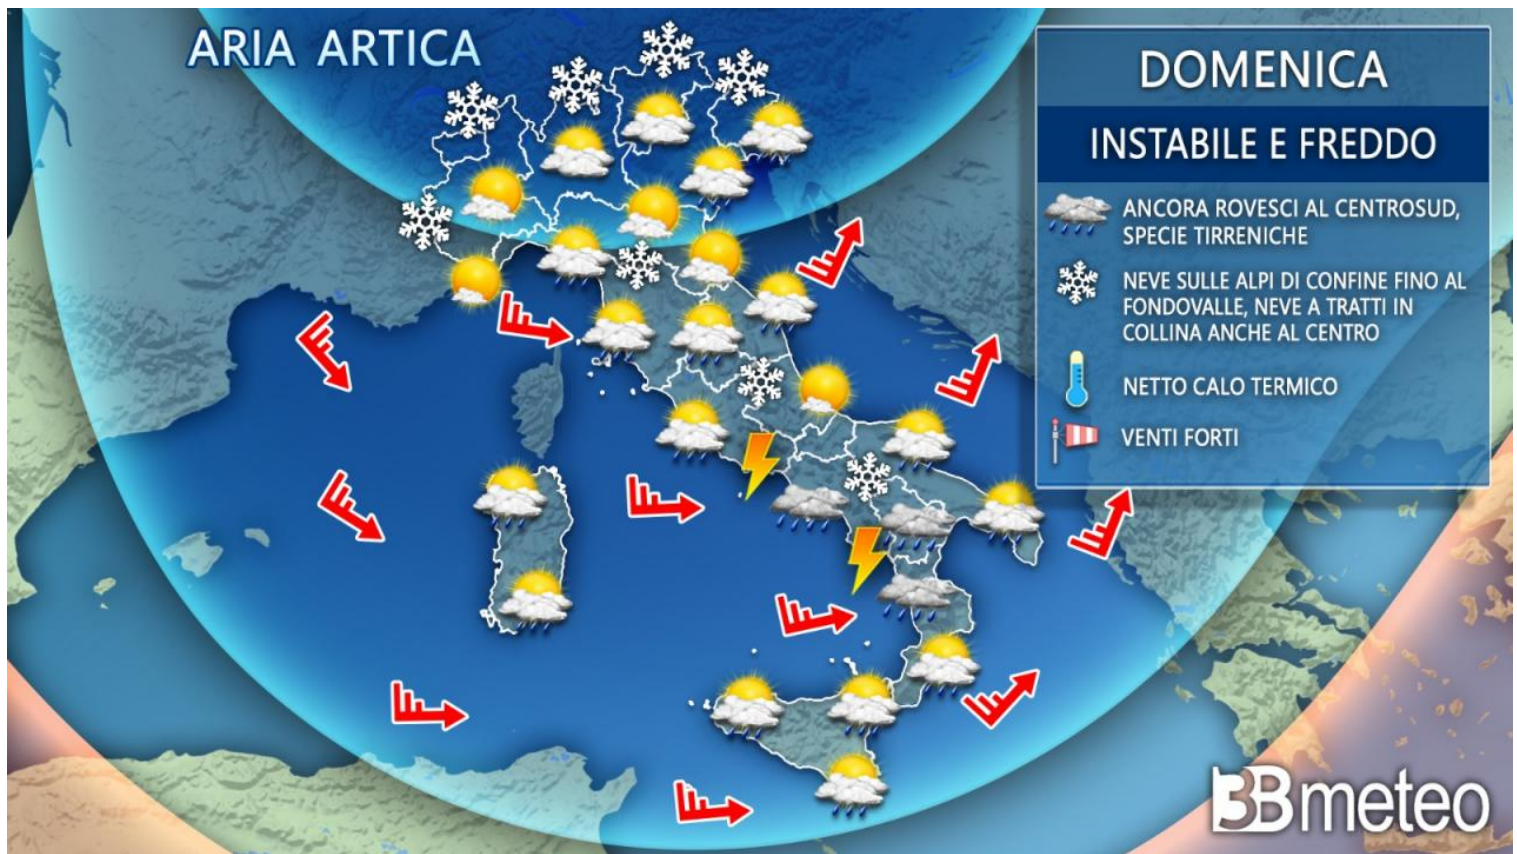 ARIA ARTICA
DOMENICA
INSTABILE E FREDDO
ANCORA ROVESCI AL CENTROSUD,
SPECIE TIRRENICHE
NEVE SULLE ALPI DI CONFINE FINO AL
FONDOVALLE, NEVE A TRATTI IN
COLLINA ANCHE AL CENTRO
NETTO CALO TERMICO
VENTI FORTI
3Bmeteo